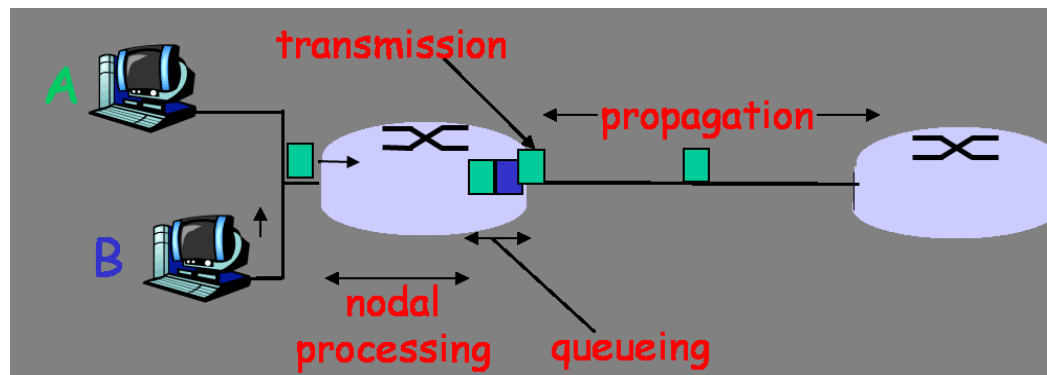 transmission
A
propagation
B
nodal
processing
queueing